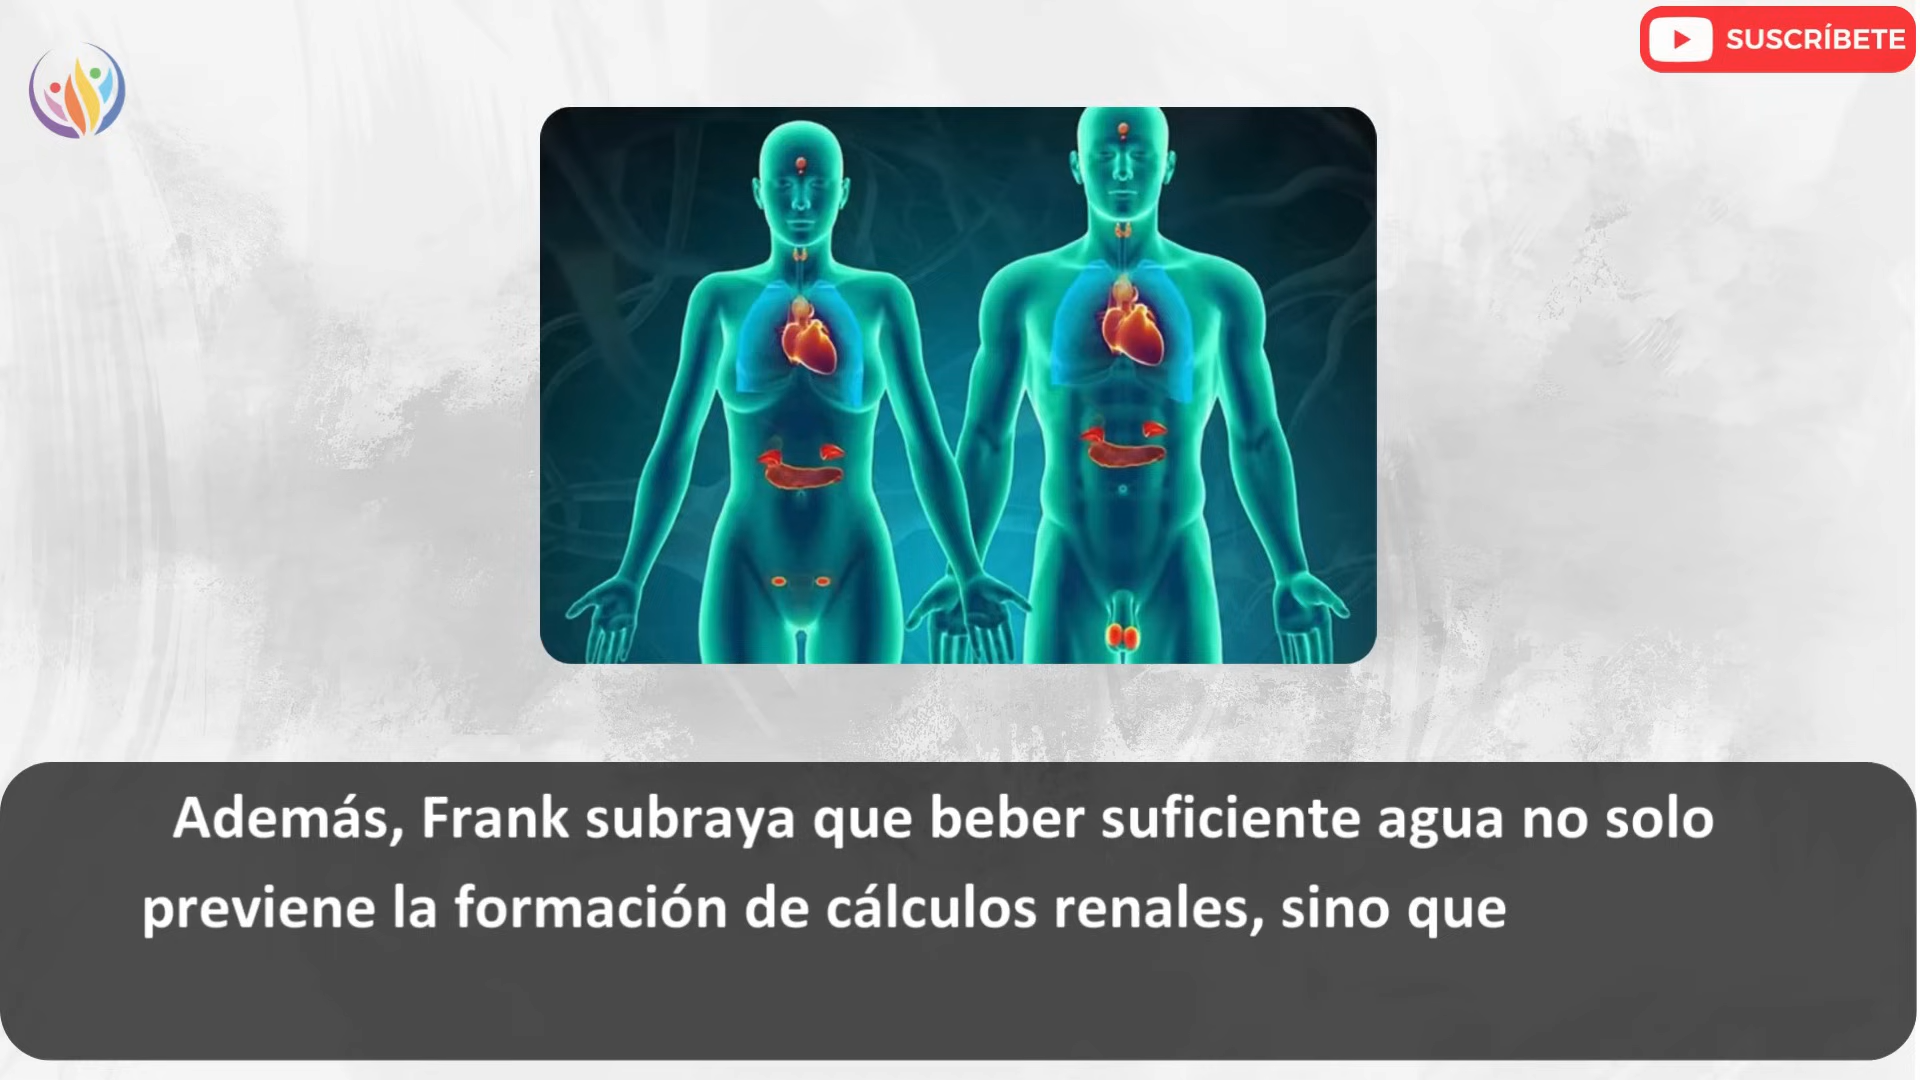 SUSCRÍBETE
Además, Frank subraya que beber suficiente agua no solo
previene la formación de cálculos renales, sino que